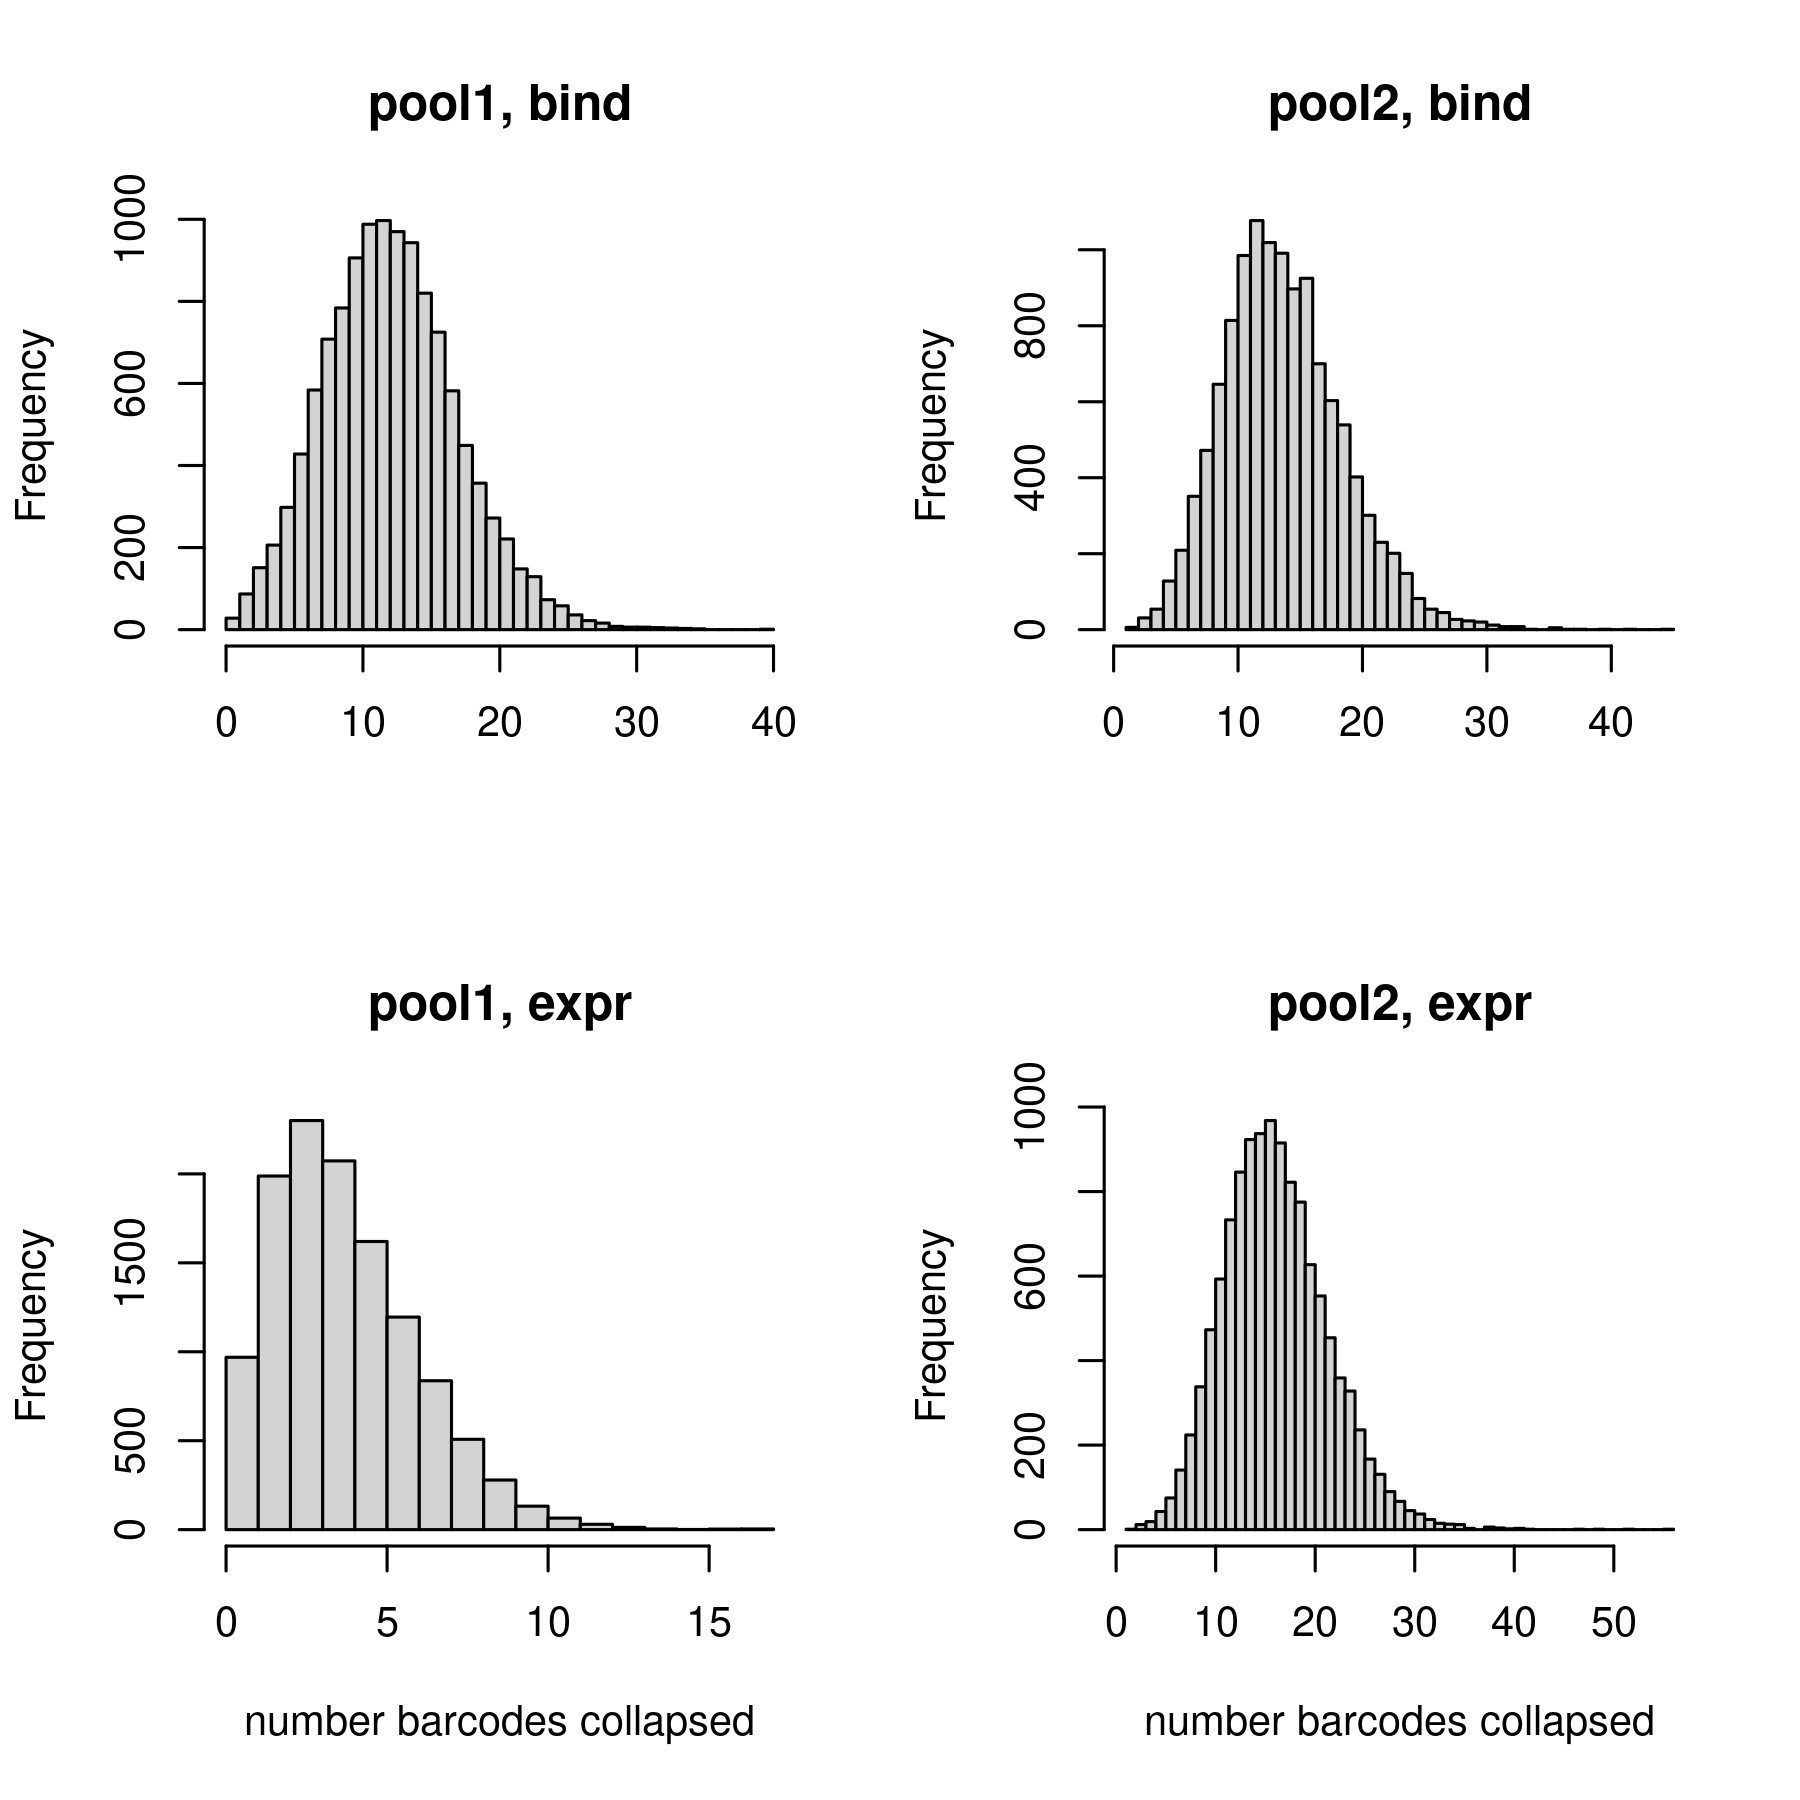 pool1, bind
Frequency
0 200 600 1000
0 10 20 30 40
pool2, bind
Frequency
0 400 800
0 10 20 30 40
pool1, expr
Frequency
0 500 1500
0 5 10 15
number barcodes collapsed
pool2, expr
Frequency
0 200 600 1000
0 10 20 30 40 50
number barcodes collapsed